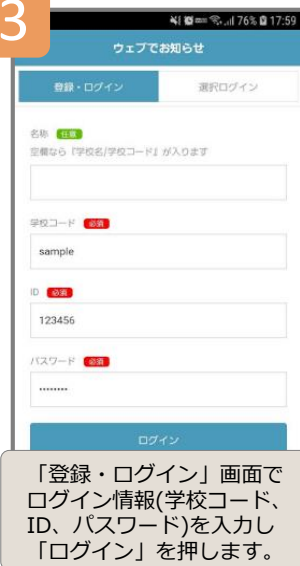 3
76% 17:59
ウェブでお知らせ
登録・ログイン 選択ログイン
名称 任意
空欄なら『学校名/学校コード』が入ります
学校コード 必須
sample
ID 必須
123456
パスワード 必須
••••••••
ログイン
「登録・ログイン」画面で
ログイン情報(学校コード、
ID、パスワード)を入力し
「ログイン」を押します。